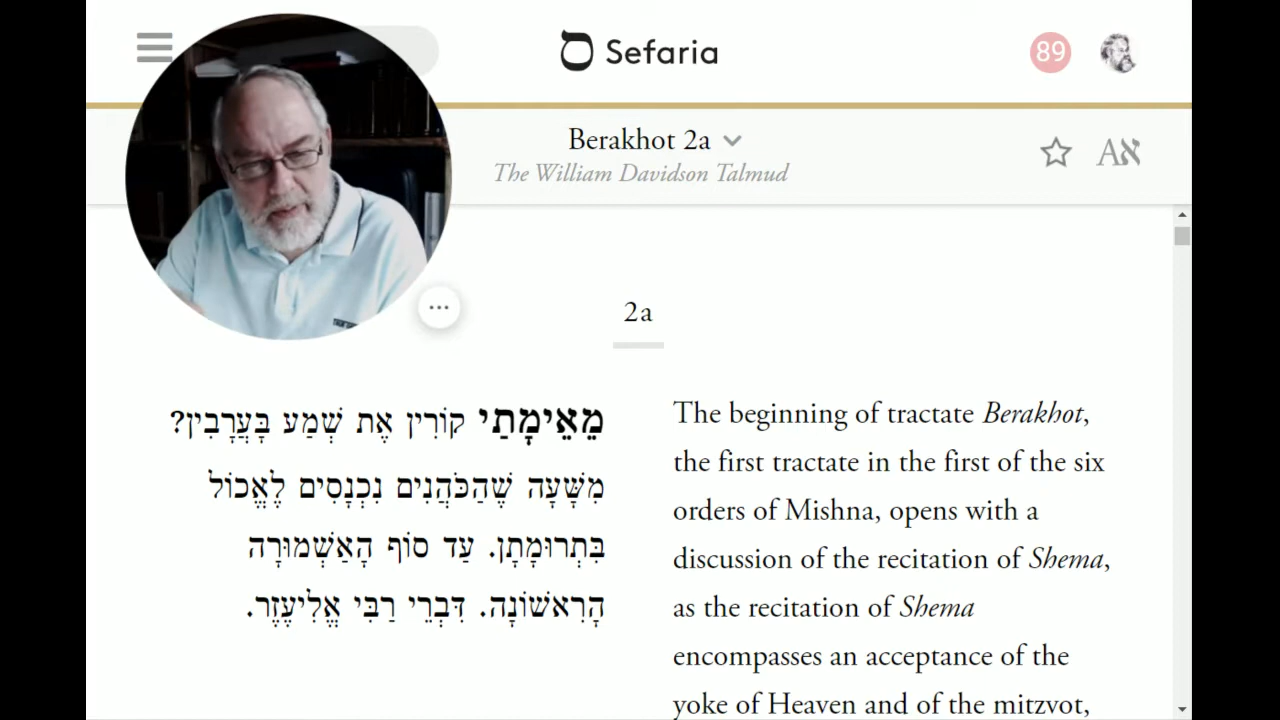 Sefaria
89
Berakhot 2a
The William Davidson Talmud
Aא
2a
מֵאֵימָתַי קוֹרִין אֶת שְׁמַע בָּעֲרָבִין?
מִשָּׁעָה שֶׁהַכֹּהֲנִים נִכְנָסִים לֶאֱכוֹל
בִּתְרוּמָתָן. עַד סוֹף הָאַשְׁמוּרָה
הָרִאשׁוֹנָה. דִּבְרֵי רַבִּי אֱלִיעֶזֶר.
The beginning of tractate Berakhot,
the first tractate in the first of the six
orders of Mishna, opens with a
discussion of the recitation of Shema,
as the recitation of Shema
encompasses an acceptance of the
yoke of Heaven and of the mitzvot,